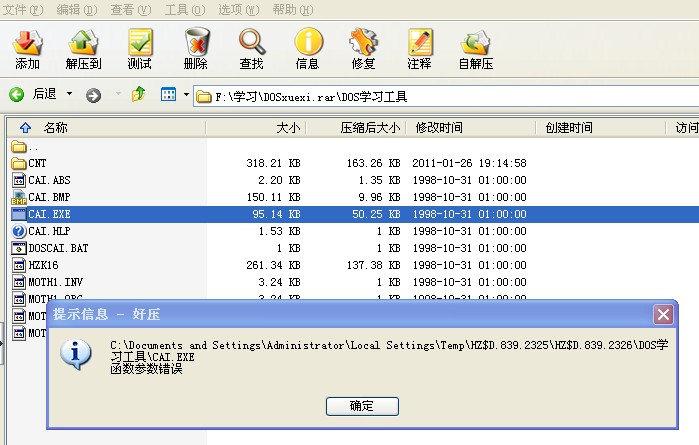 文件(F) 编辑(D) 查看(V) 工具(Q) 选项(W) 帮助(H)
添加 解压到 测试 删除 查找 信息 修复 注释 自解压
后退 F:\学习\DOSxuexi.rar\DOS学习工具
名称 大小 压缩后大小 修改时间 创建时间 访问
..
CNT 318.21 KB 163.26 KB 2011-01-26 19:14:58
CAI.ABS 2.20 KB 1.35 KB 1998-10-31 01:00:00
CAI.BMP 150.11 KB 9.96 KB 1998-10-31 01:00:00
CAI.EXE 95.14 KB 50.25 KB 1998-10-31 01:00:00
CAI.HLP 1.53 KB 1 KB 1998-10-31 01:00:00
DOSCAI.BAT 1 KB 1 KB 1998-10-31 01:00:00
HZK16 261.34 KB 137.38 KB 1998-10-31 01:00:00
MOTH1.INV 3.24 KB 1 KB 1998-10-31 01:00:00
MOTH1.ORG 3.24 KB 1 KB 1998-10-31 01:00:00
MOT
MOT
提示信息 - 好压
C:\Documents and Settings\Administrator\Local Settings\Temp\HZ$D.839.2325\HZ$D.839.2326\DOS学
习工具\CAI.EXE
函数参数错误
确定